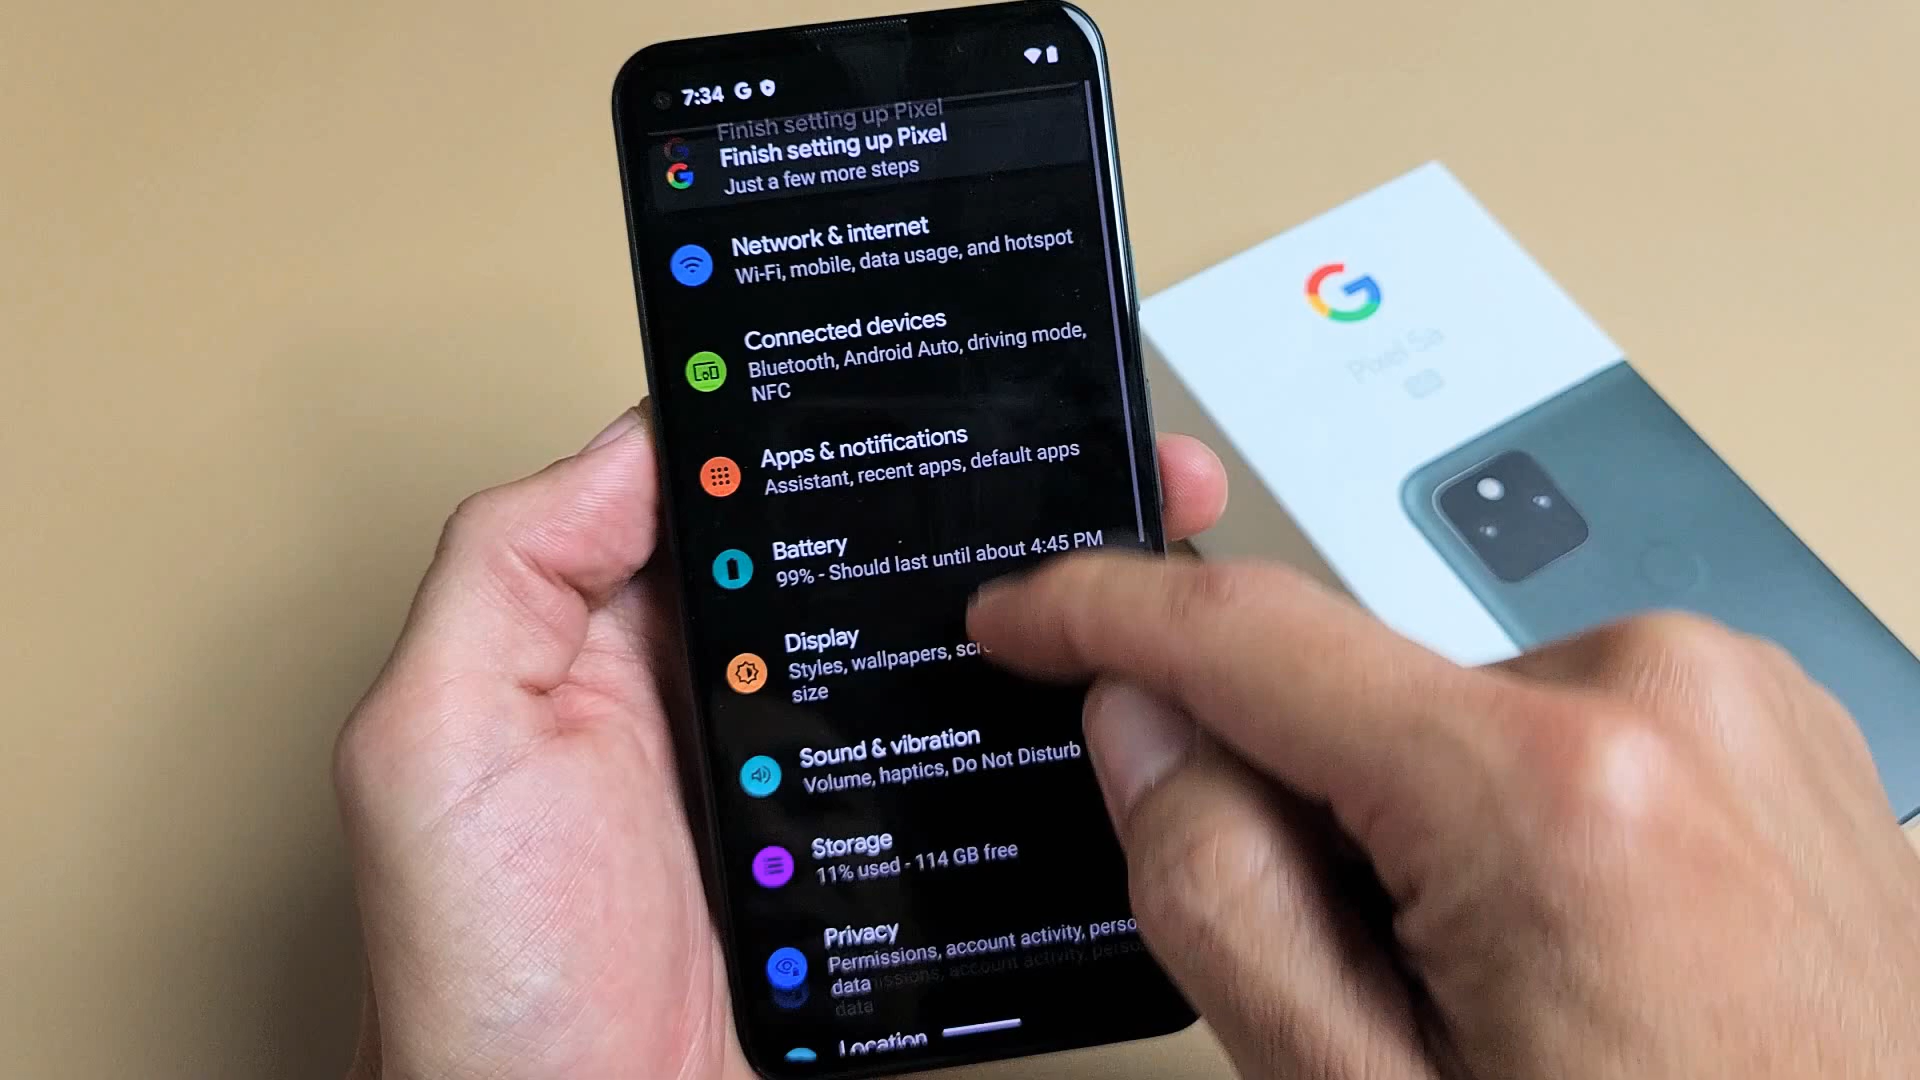 7:34
Finish setting up Pixel
Finish setting up Pixel
Just a few more steps
Network & internet
Wi-Fi, mobile, data usage, and hotspot
Connected devices
Bluetooth, Android Auto, driving mode,
NFC
Apps & notifications
Assistant, recent apps, default apps
Battery
99% - Should last until about 4:45 PM
Display
Styles, wallpapers,
size
Sound & vibration
Volume, haptics, Do Not Disturb
Storage
11% used - 114 GB free
Privacy
Permissions, account activity,
data
data
Location
Pixel 5a